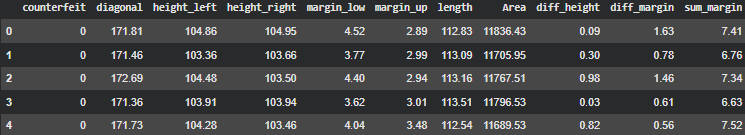 counterfeit diagonal height_left height_right margin_low margin_up length Area diff_height diff_margin sum_margin
0 0 171.81 104.86 104.95 4.52 2.89 112.83 11836.43 0.09 1.63 7.41
1 0 171.46 103.36 103.66 3.77 2.99 113.09 11705.95 0.30 0.78 6.76
2 0 172.69 104.48 103.50 4.40 2.94 113.16 11767.51 0.98 1.46 7.34
3 0 171.36 103.91 103.94 3.62 3.01 113.51 11796.53 0.03 0.61 6.63
4 0 171.73 104.28 103.46 4.04 3.48 112.54 11689.53 0.82 0.56 7.52